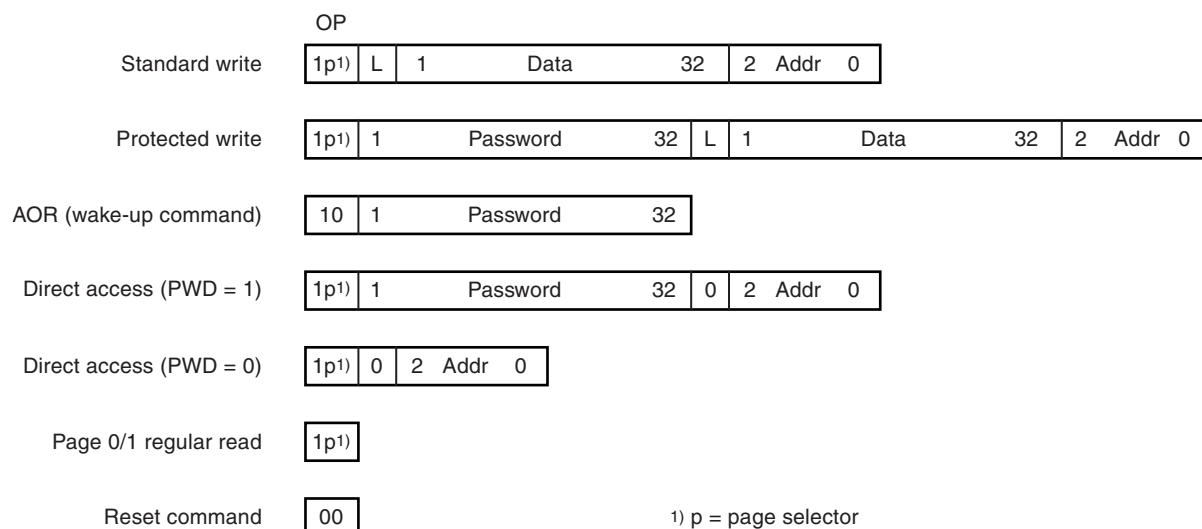 OP
Standard write 1p1) L 1 Data 32 2 Addr 0
Protected write 1p1) 1 Password 32 L 1 Data 32 2 Addr 0
AOR (wake-up command) 10 1 Password 32
Direct access (PWD = 1) 1p1) 1 Password 32 0 2 Addr 0
Direct access (PWD = 0) 1p1) 0 2 Addr 0
Page 0/1 regular read 1p1)
Reset command 00 1) p = page selector